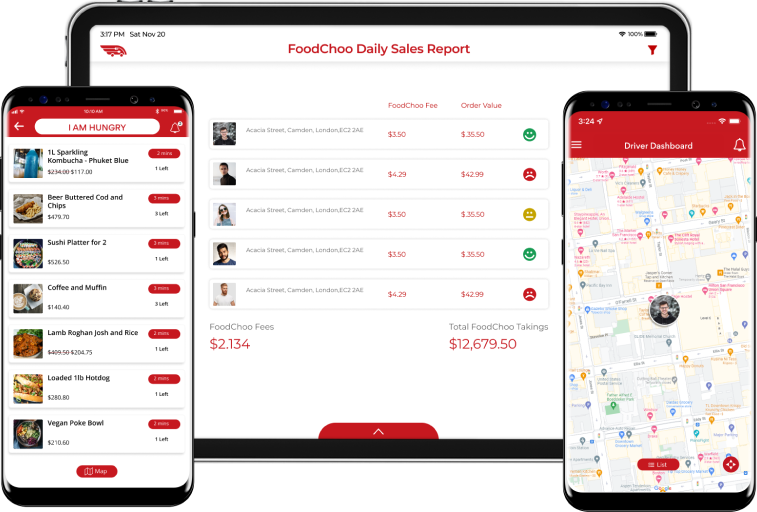 3:17 PM Sat Nov 20
100%
FoodChoo Daily Sales Report
FoodChoo Fee Order Value
Acacia Street, Camden, London,EC2 2AE
$3.50 $35.50
Acacia Street, Camden, London,EC2 2AE
$4.29 $42.99
Acacia Street, Camden, London,EC2 2AE
$3.50 $35.50
Acacia Street, Camden, London,EC2 2AE
$3.50 $35.50
Acacia Street, Camden, London,EC2 2AE
$4.29 $42.99
FoodChoo Fees Total FoodChoo Takings
$2.134 $12,679.50
10:10 AM
I AM HUNGRY
1L Sparkling
Kombucha - Phuket Blue
$234.00 $117.00
2 mins
1 Left
Beer Buttered Cod and
Chips
$479.70
3 mins
3 Left
Sushi Platter for 2
$526.50
3 mins
1 Left
Coffee and Muffin
$140.40
3 mins
3 Left
Lamb Roghan Josh and Rice
$409.50 $204.75
2 mins
1 Left
Loaded 1lb Hotdog
$280.80
2 mins
1 Left
Vegan Poke Bowl
$210.60
2 mins
1 Left
Map
3:24
Driver Dashboard
O'Farrell St
List
Google